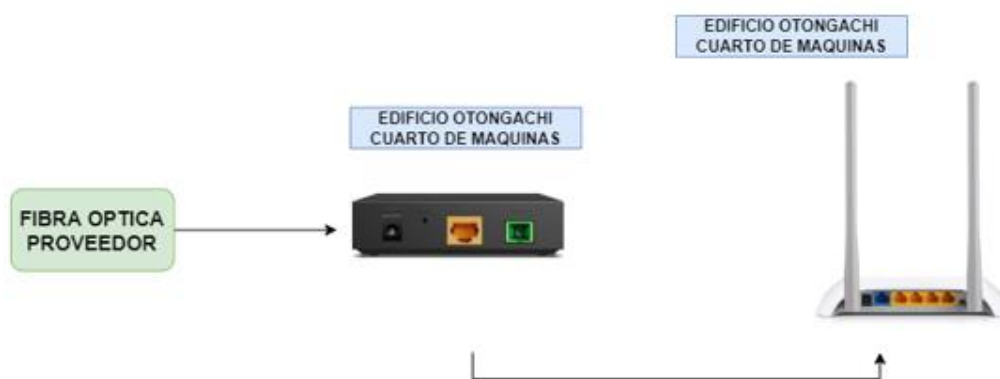 EDIFICIO OTONGACHI
CUARTO DE MAQUINAS
EDIFICIO OTONGACHI
CUARTO DE MAQUINAS
FIBRA OPTICA
PROVEEDOR